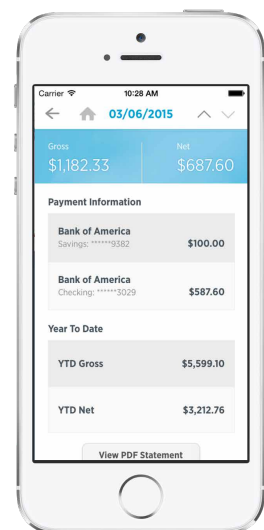 Carrier 10:28 AM
03/06/2015
Gross Net
$1,182.33 $687.60
Payment Information
Bank of America
Savings: ******9382 $100.00
Bank of America
Checking: ******3029 $587.60
Year To Date
YTD Gross $5,599.10
YTD Net $3,212.76
View PDF Statement